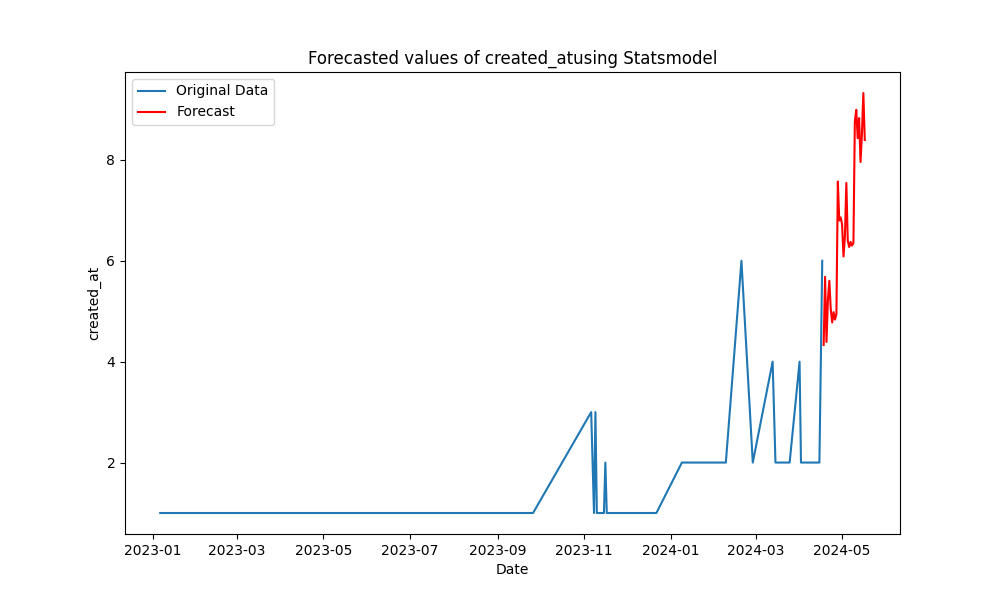 Forecasted values of created_atusing Statsmodel
Original Data
Forecast
created_at
8
6
4
2
2023-01 2023-03 2023-05 2023-07 2023-09 2023-11 2024-01 2024-03 2024-05
Date